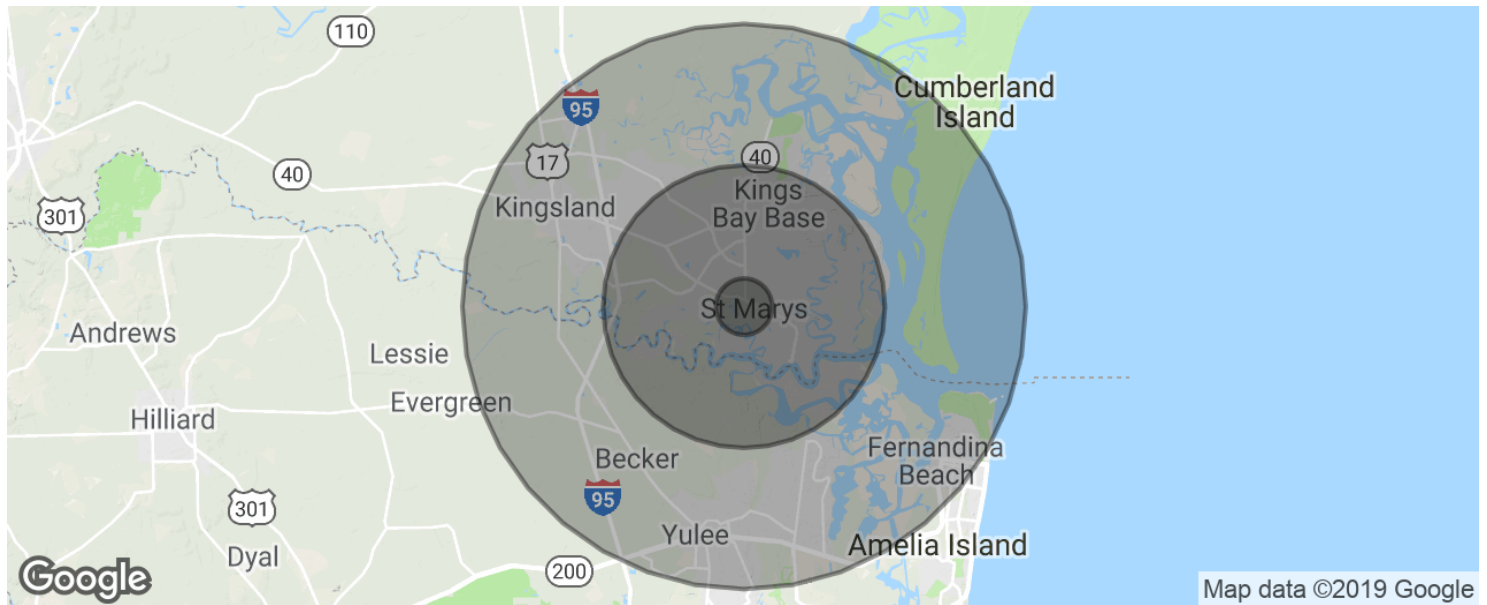 110
Cumberland
Island
95
40
17
40
Kings
Bay Base
Kingsland
301
St Marys
Andrews
Lessie
Evergreen
Hilliard
Fernandina
Beach
Becker
95
301
Yulee
Amelia Island
Dyal
200
Google
Map data ©2019 Google